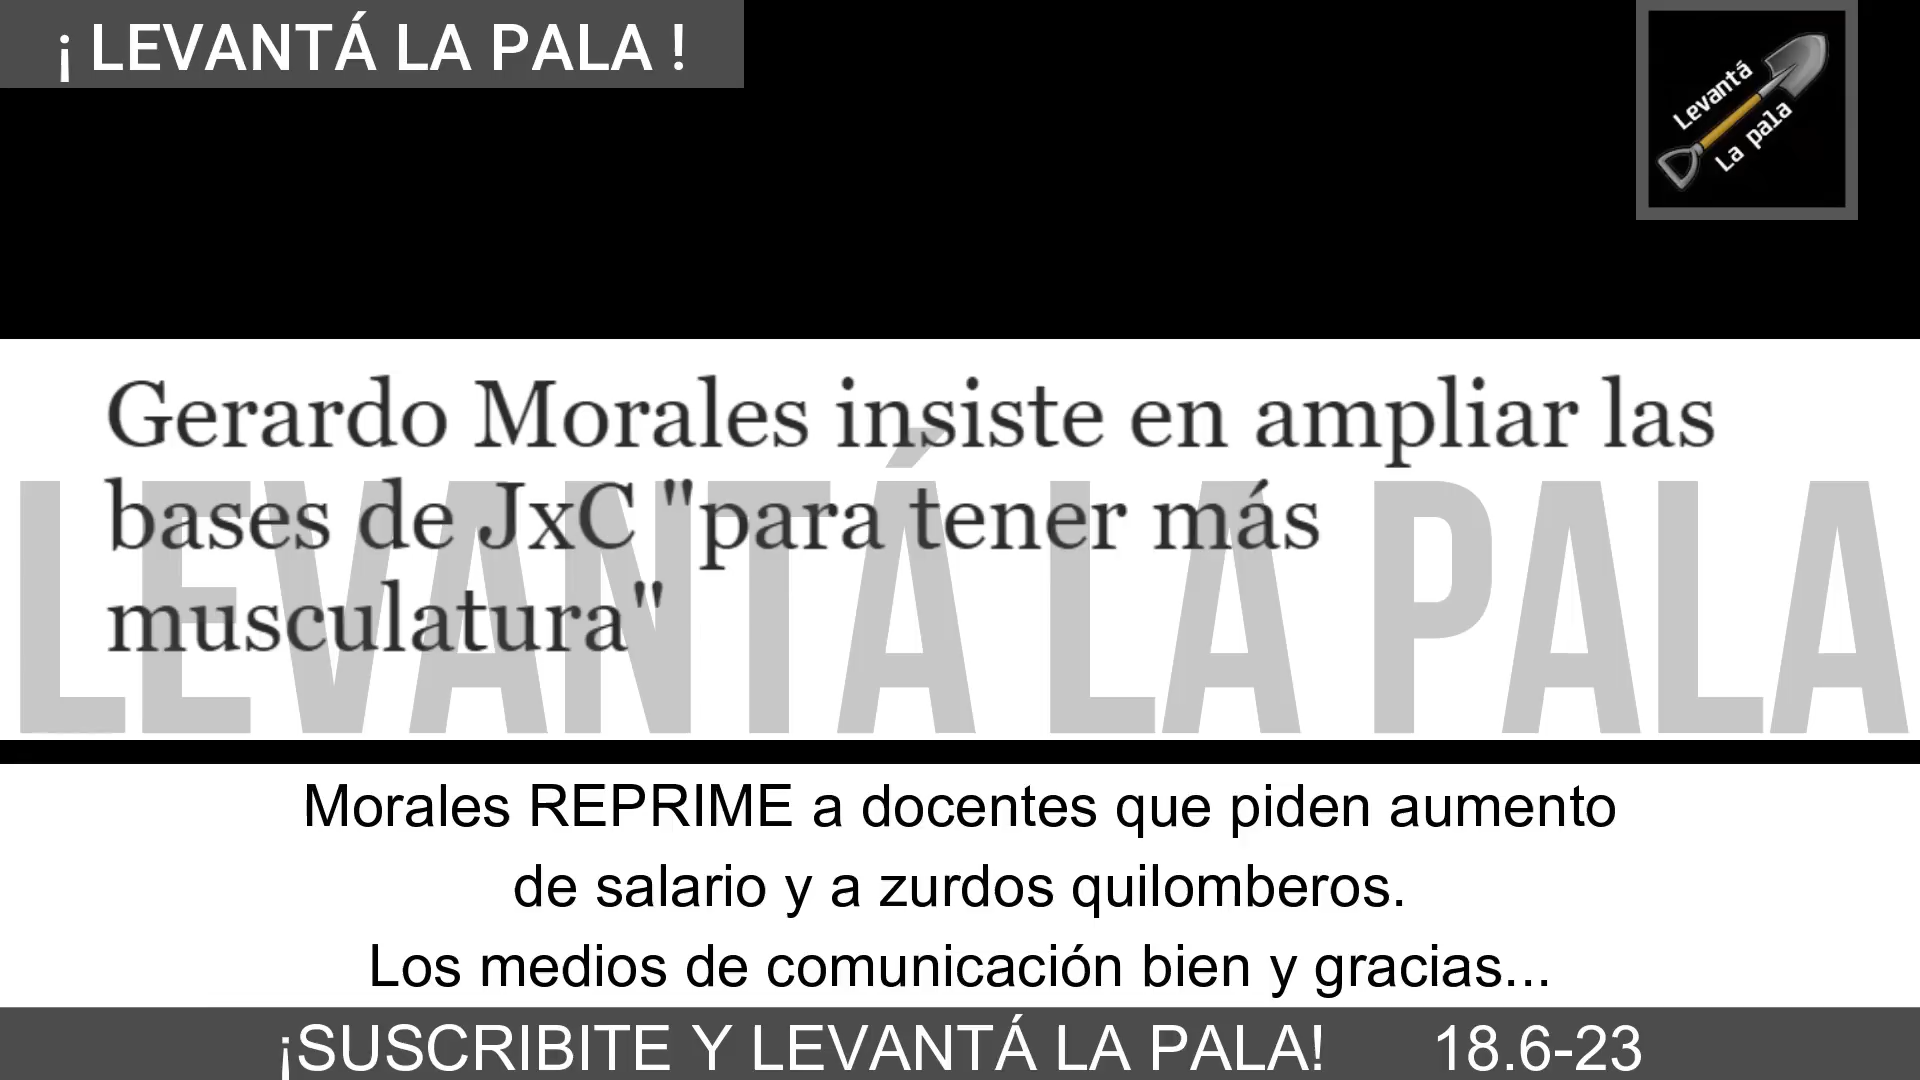 ¡ LEVANTÁ LA PALA !
Levantá
La pala
Gerardo Morales insiste en ampliar las
bases de JxC "para tener más
musculatura"
LEVANTÁ LA PALA
Morales REPRIME a docentes que piden aumento
de salario y a zurdos quilomberos.
Los medios de comunicación bien y gracias...
¡SUSCRIBITE Y LEVANTÁ LA PALA! 18.6-23